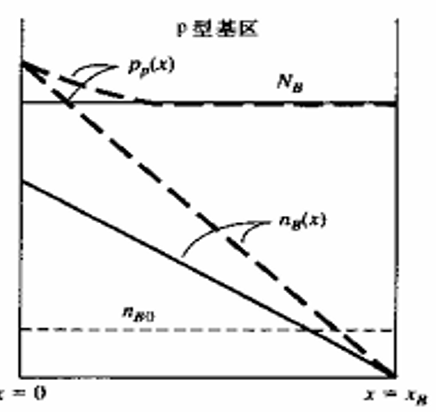 p 型基区
p_p(x)
N_B
n_B(x)
n_B0
x = 0
x = x_B